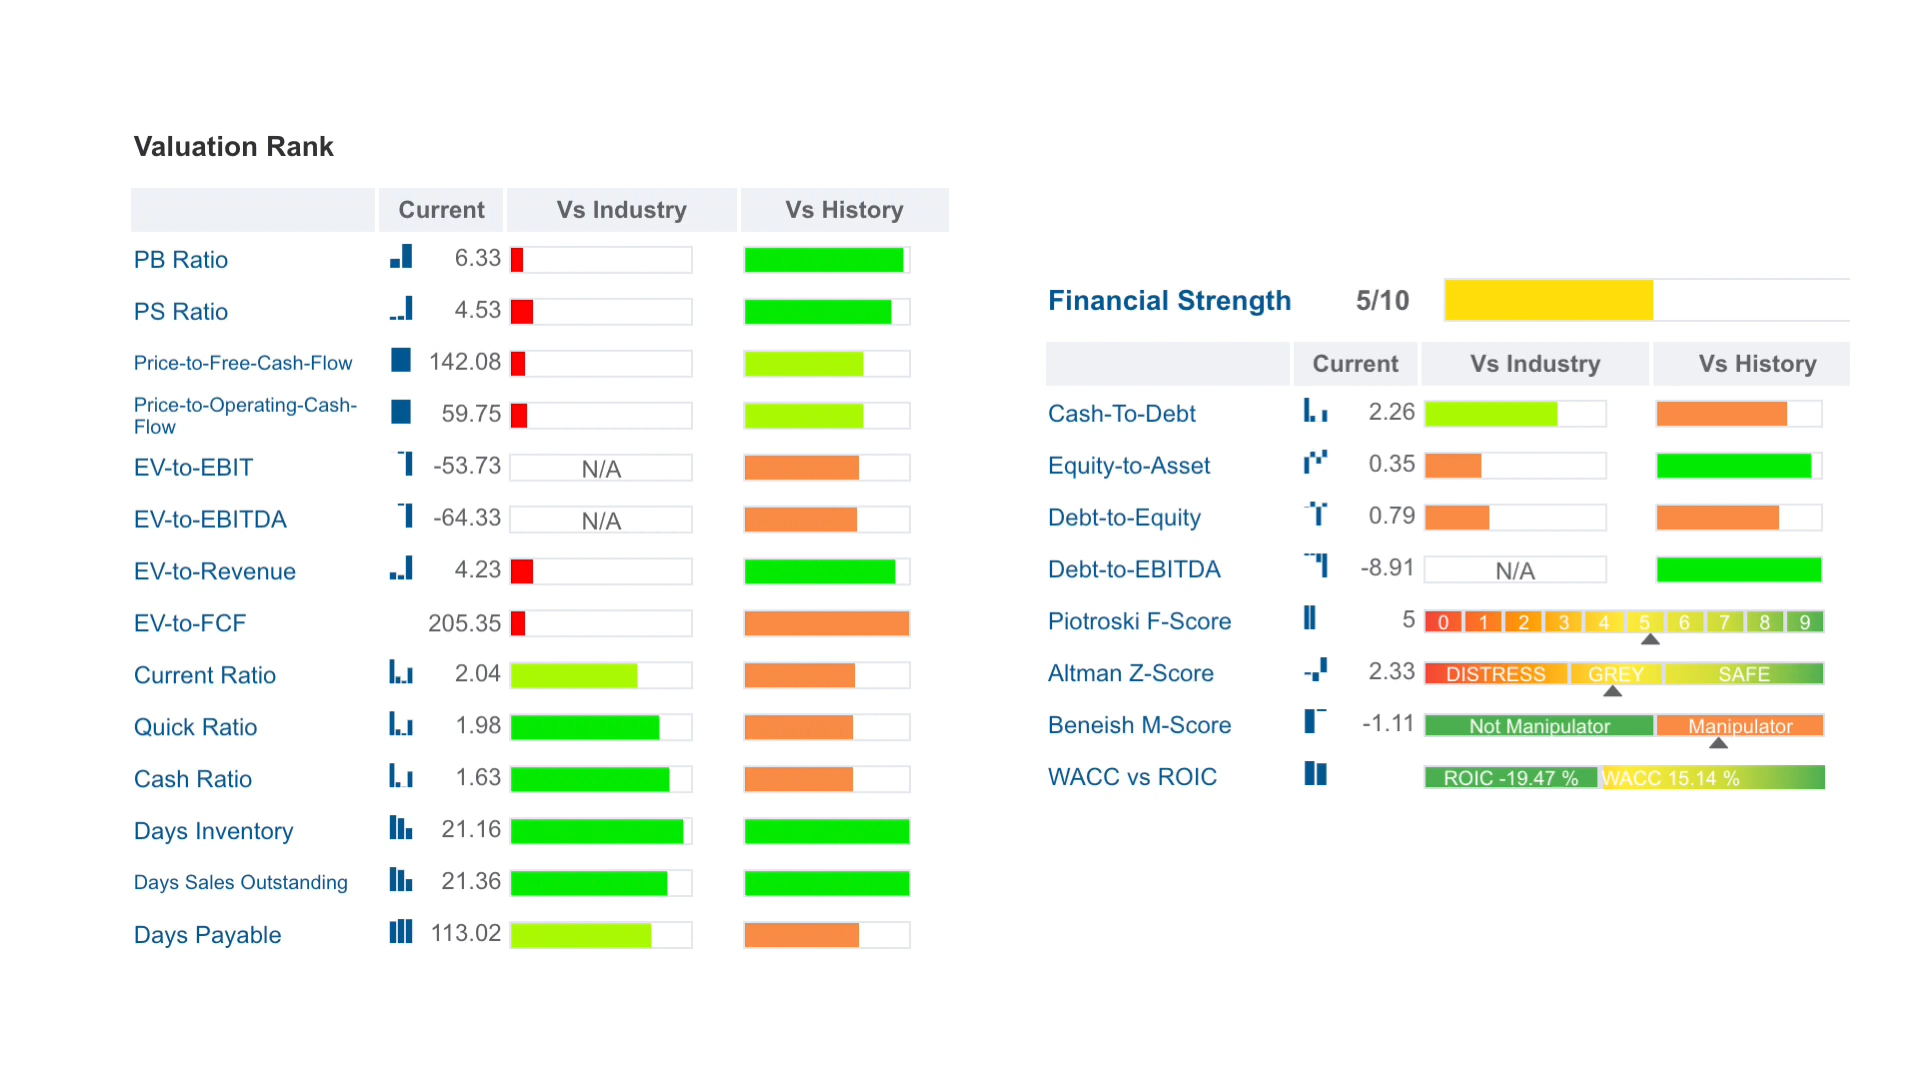 Valuation Rank
Current Vs Industry Vs History
PB Ratio 6.33
PS Ratio 4.53
Price-to-Free-Cash-Flow 142.08
Price-to-Operating-Cash-
Flow 59.75
EV-to-EBIT -53.73 N/A
EV-to-EBITDA -64.33 N/A
EV-to-Revenue 4.23
EV-to-FCF 205.35
Current Ratio 2.04
Quick Ratio 1.98
Cash Ratio 1.63
Days Inventory 21.16
Days Sales Outstanding 21.36
Days Payable 113.02
Financial Strength 5/10
Current Vs Industry Vs History
Cash-To-Debt 2.26
Equity-to-Asset 0.35
Debt-to-Equity 0.79
Debt-to-EBITDA -8.91 N/A
Piotroski F-Score 5 0 1 2 3 4 5 6 7 8 9
Altman Z-Score 2.33 DISTRESS GREY SAFE
Beneish M-Score -1.11 Not Manipulator Manipulator
WACC vs ROIC ROIC -19.47 % WACC 15.14 %